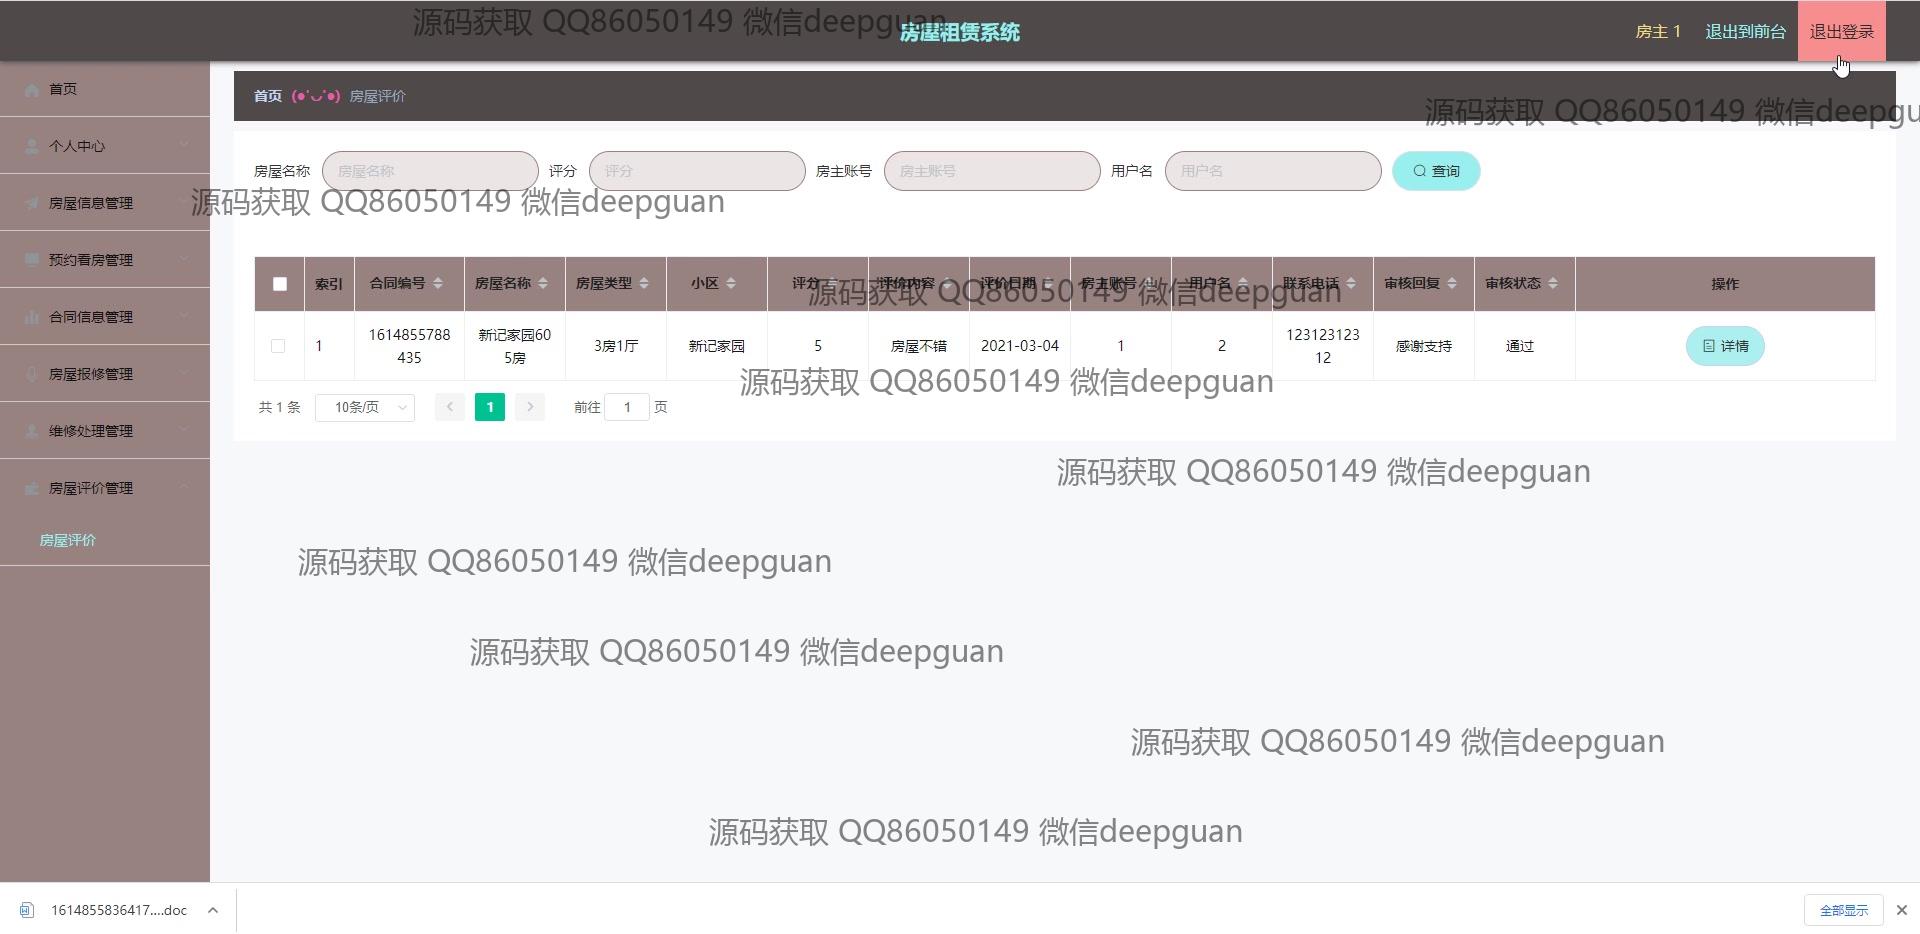 源码获取 QQ86050149 微信deepguan
房屋租赁系统
房主 1 退出到前台 退出登录
首页
个人中心
房屋信息管理
预约看房管理
合同信息管理
房屋报修管理
维修处理管理
房屋评价管理
房屋评价
首页 (●'◡'●) 房屋评价
源码获取 QQ86050149 微信deepgu
房屋名称 房屋名称 评分 评分 房主账号 房主账号 用户名 用户名 查询
源码获取 QQ86050149 微信deepguan
索引 合同编号 房屋名称 房屋类型 小区 评分 评价内容 评价日期 房主账号 用户名 联系电话 审核回复 审核状态 操作
源码获取 QQ86050149 微信deepguan
1 1614855788435 新记家园605房 3房1厅 新记家园 5 房屋不错 2021-03-04 1 2 12312312312 感谢支持 通过 详情
源码获取 QQ86050149 微信deepguan
共 1 条 10条/页 1 前往 1 页
源码获取 QQ86050149 微信deepguan
源码获取 QQ86050149 微信deepguan
源码获取 QQ86050149 微信deepguan
源码获取 QQ86050149 微信deepguan
源码获取 QQ86050149 微信deepguan
1614855836417....doc
全部显示